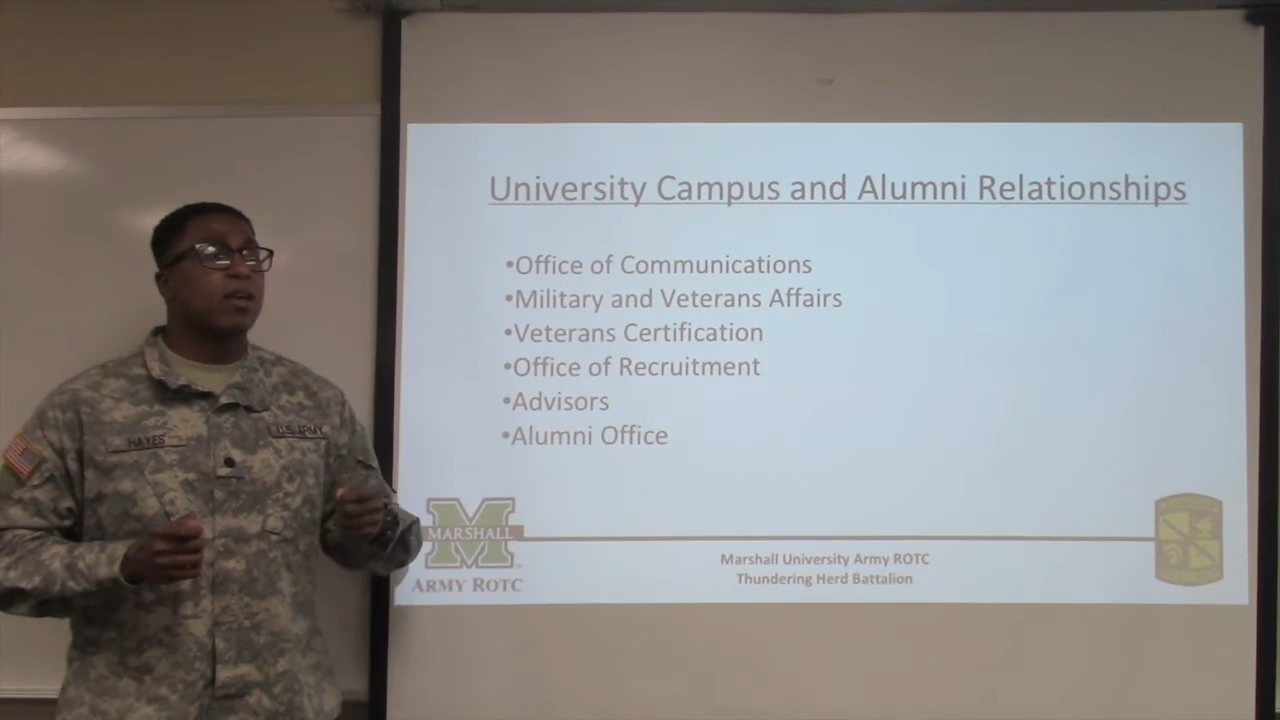 University Campus and Alumni Relationships
•Office of Communications
•Military and Veterans Affairs
•Veterans Certification
•Office of Recruitment
•Advisors
•Alumni Office
HAYES
U.S. ARMY
MARSHALL
ARMY ROTC
Marshall University Army ROTC
Thundering Herd Battalion